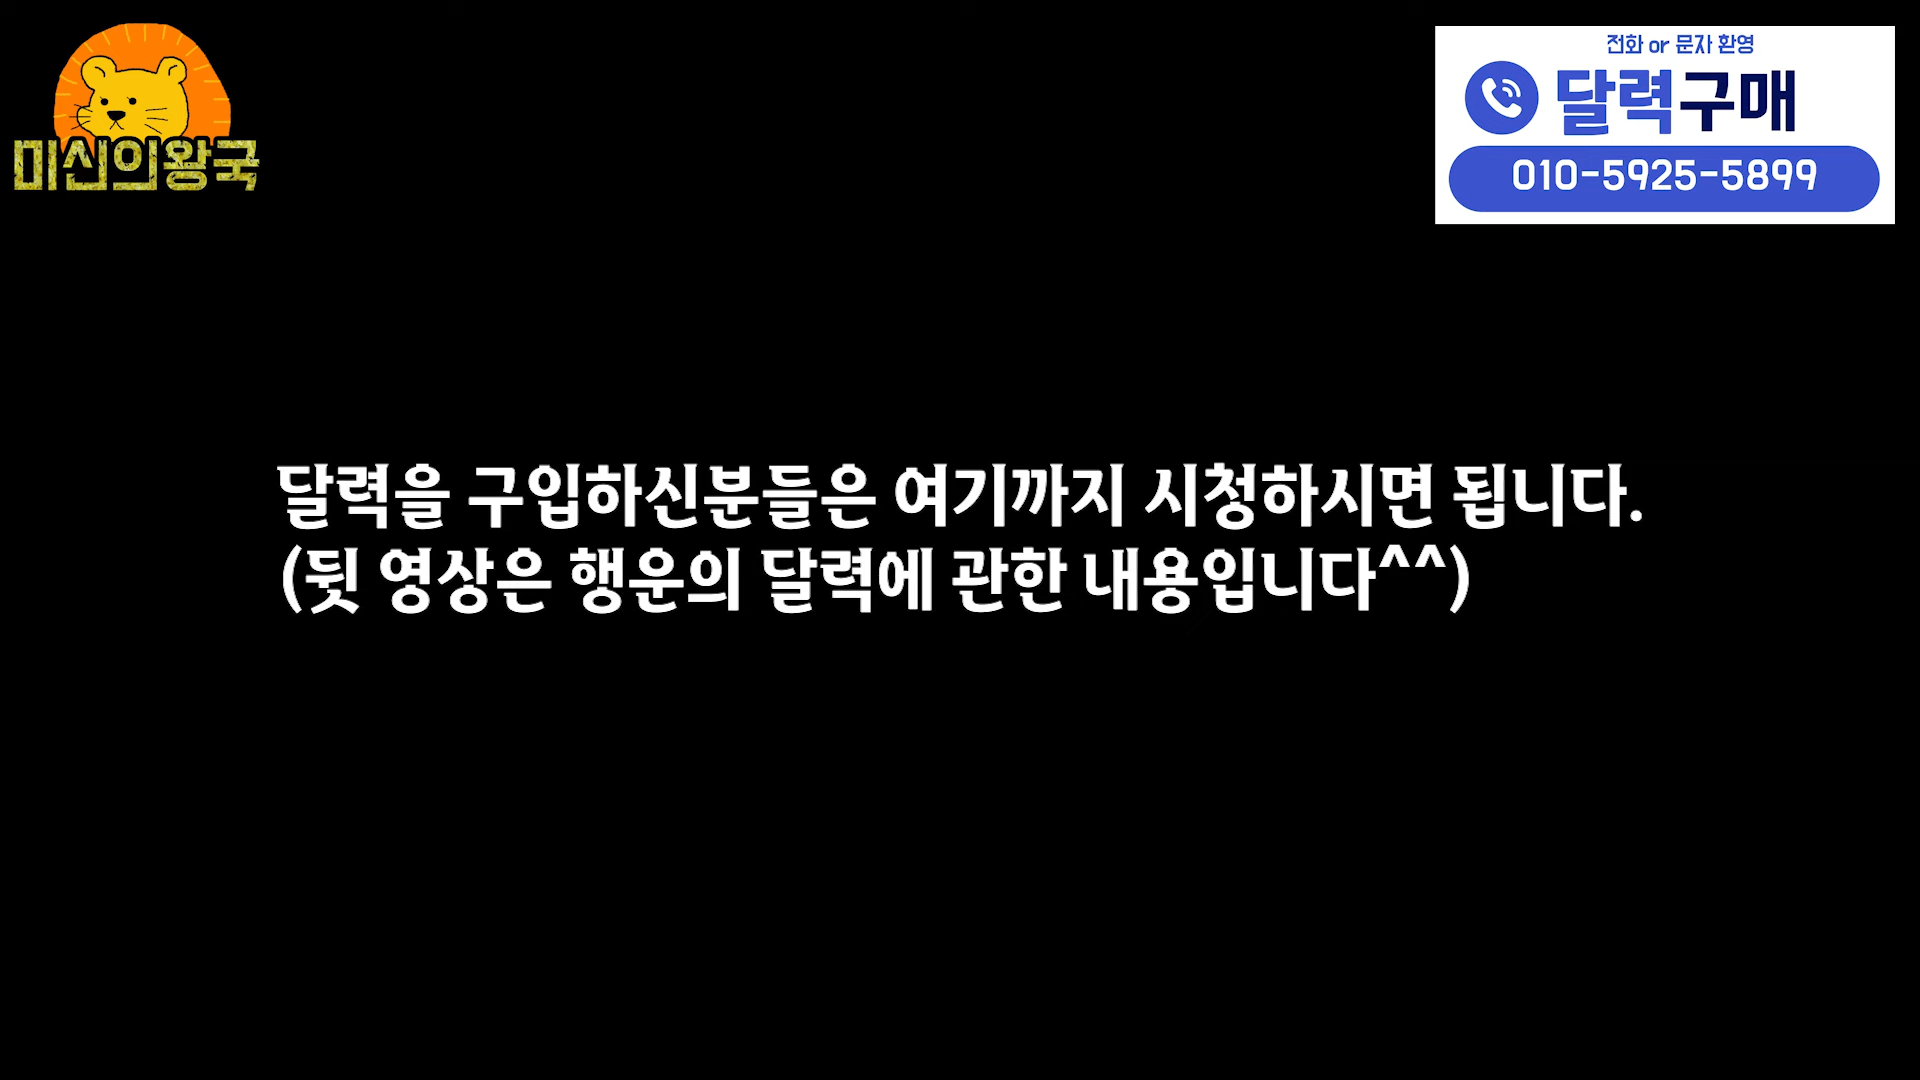 미신의왕국
전화 or 문자 환영
달력구매
010-5925-5899
달력을 구입하신분들은 여기까지 시청하시면 됩니다.
(뒷 영상은 행운의 달력에 관한 내용입니다^^)